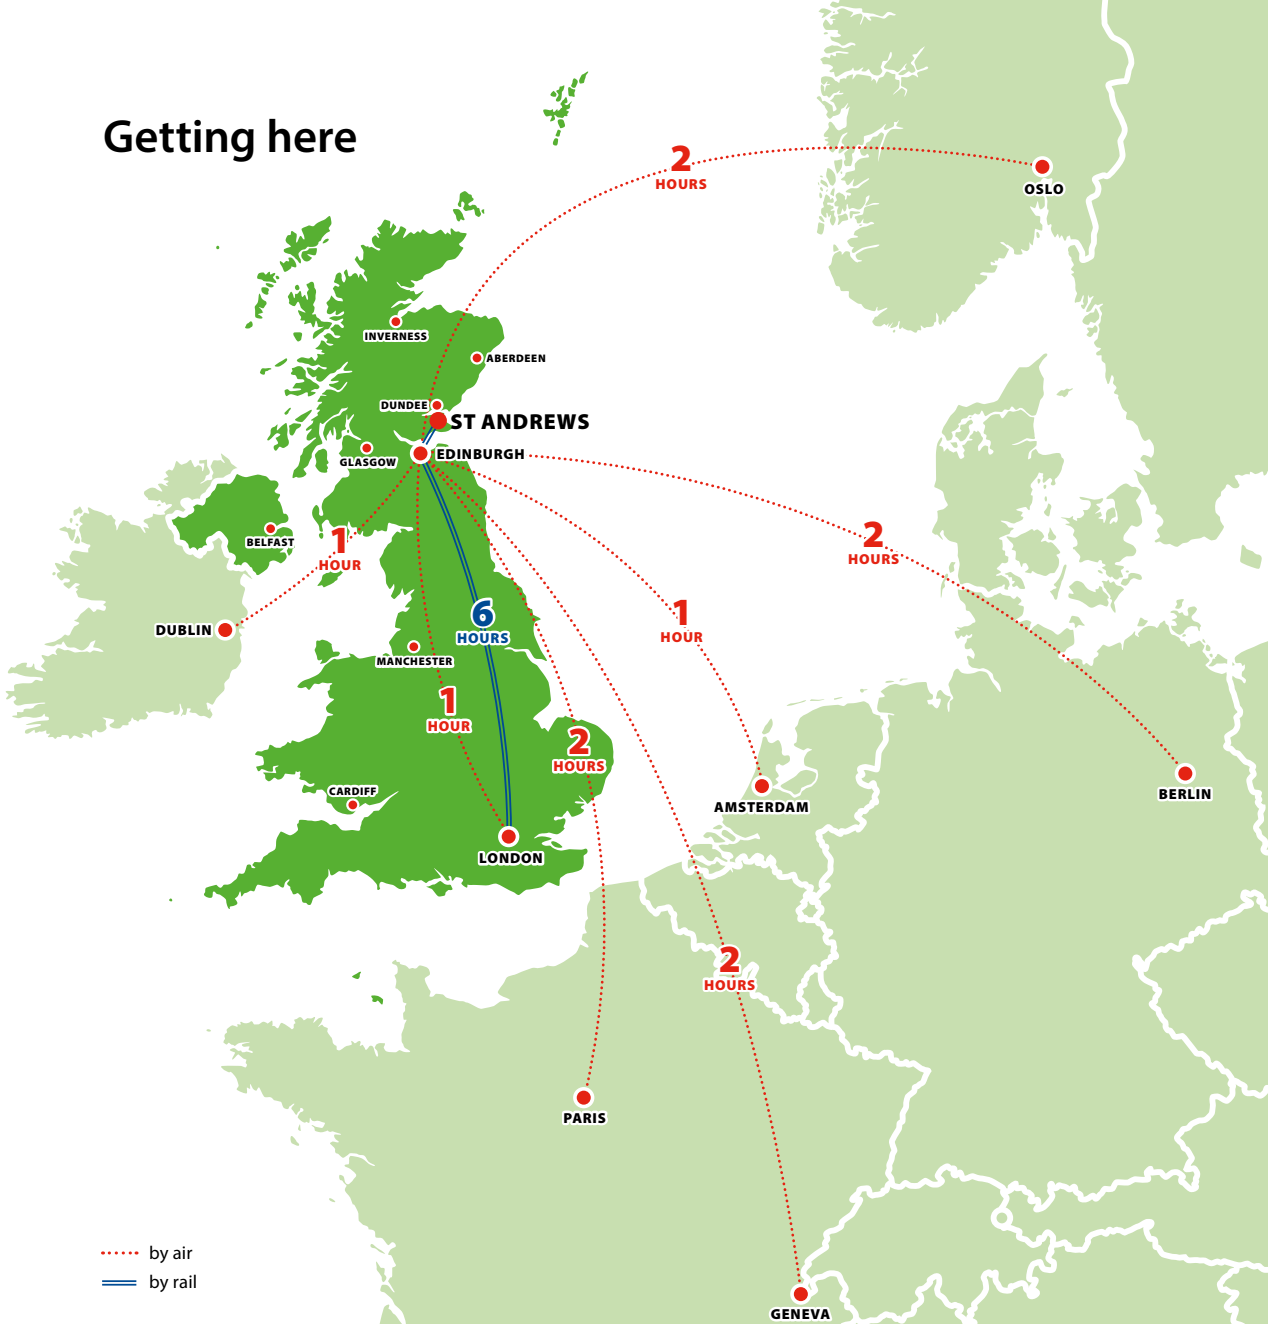 Getting here
2
HOURS
OSLO
INVERNESS
ABERDEEN
DUNDEE
ST ANDREWS
EDINBURGH
GLASGOW
BELFAST
1
HOUR
2
HOURS
DUBLIN
6
HOURS
1
HOUR
MANCHESTER
1
HOUR
2
HOURS
CARDIFF
AMSTERDAM
BERLIN
LONDON
2
HOURS
PARIS
by air
by rail
GENEVA